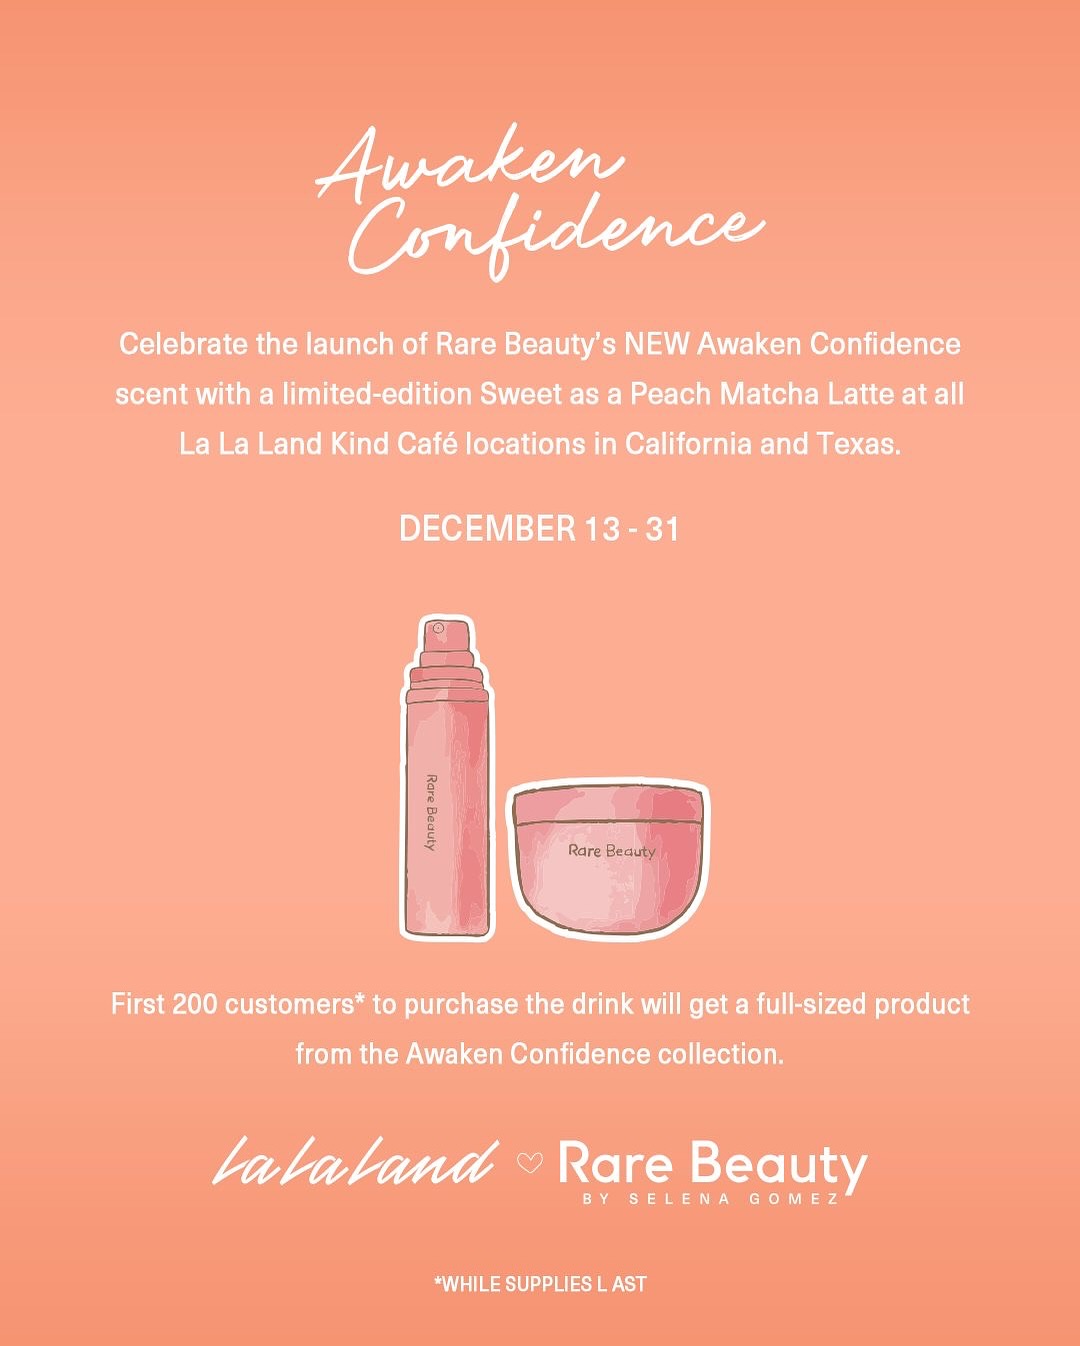 Awaken
Confidence
Celebrate the launch of Rare Beauty’s NEW Awaken Confidence
scent with a limited-edition Sweet as a Peach Matcha Latte at all
La La Land Kind Café locations in California and Texas.
DECEMBER 13 - 31
Rare Beauty
Rare Beauty
First 200 customers* to purchase the drink will get a full-sized product
from the Awaken Confidence collection.
LaLaLand ♡ Rare Beauty
BY SELENA GOMEZ
*WHILE SUPPLIES L AST